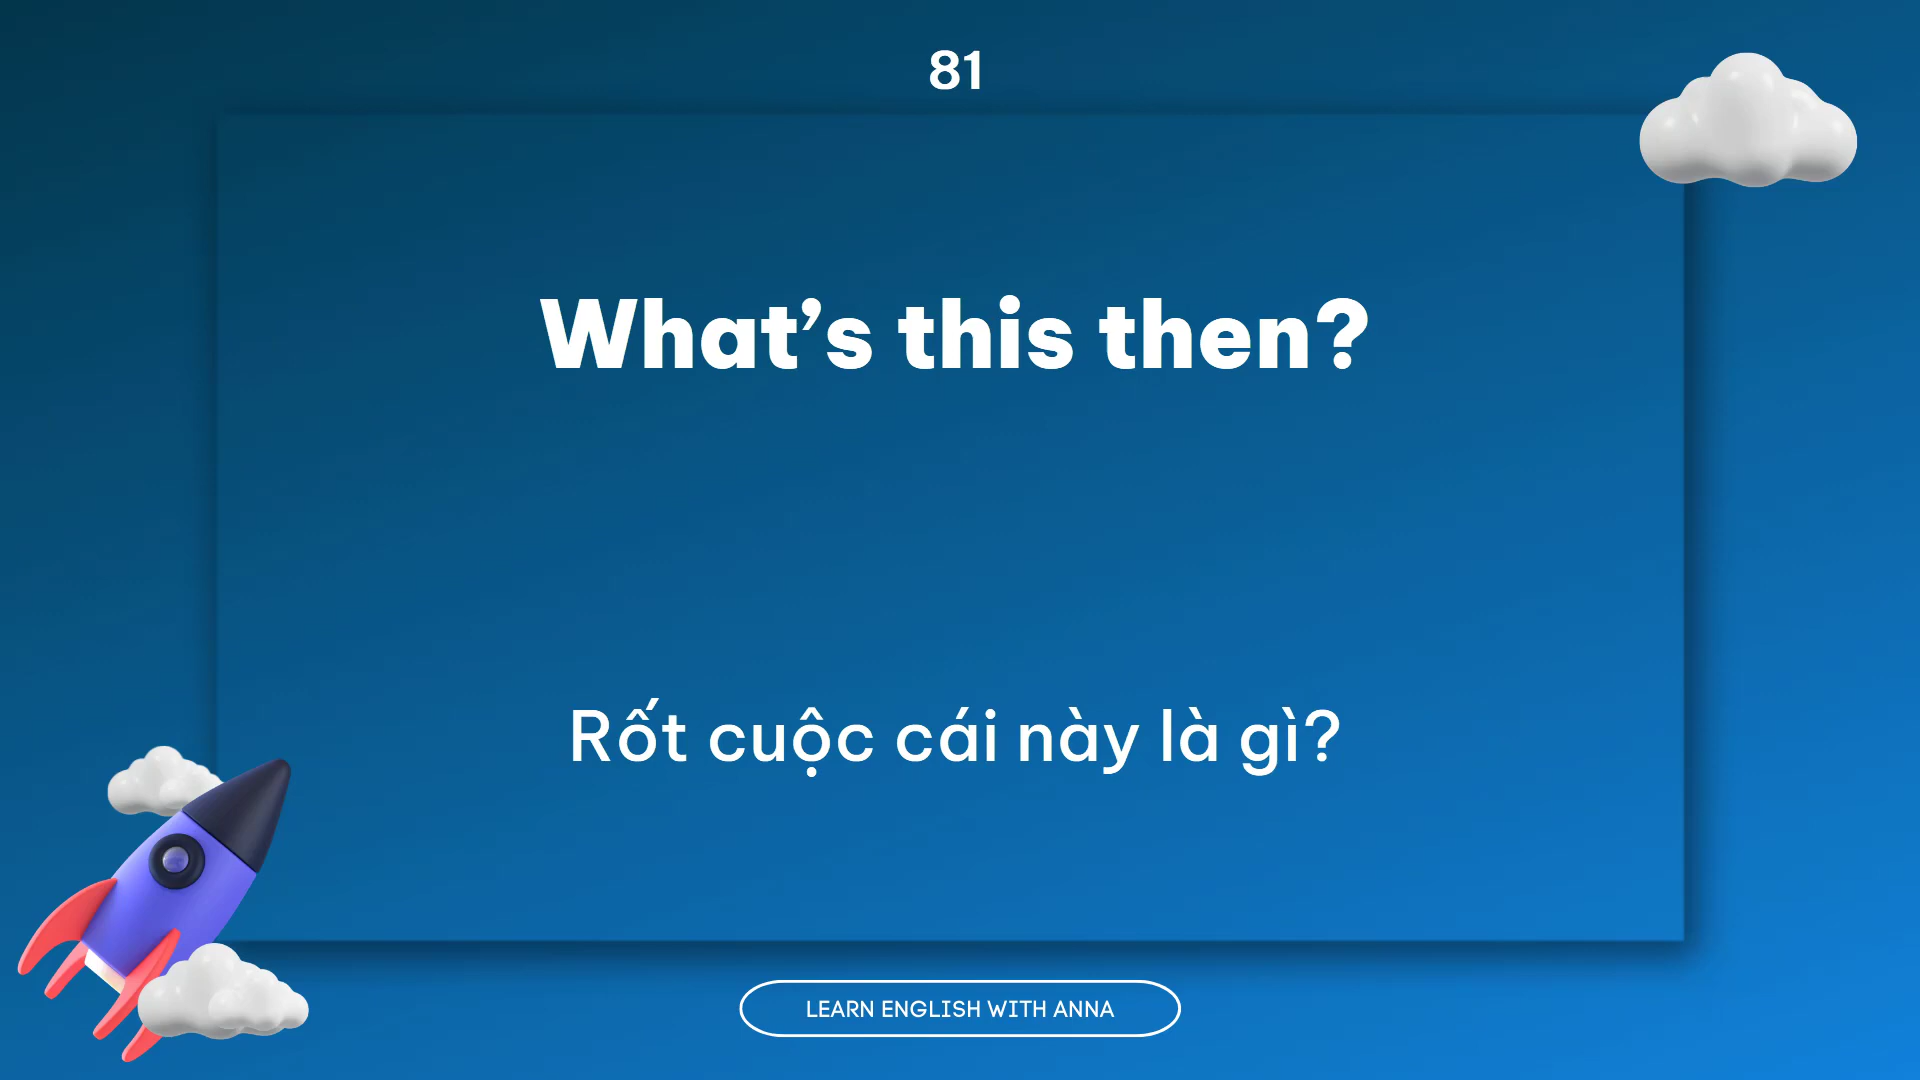 81
What’s this then?
Rốt cuộc cái này là gì?
LEARN ENGLISH WITH ANNA